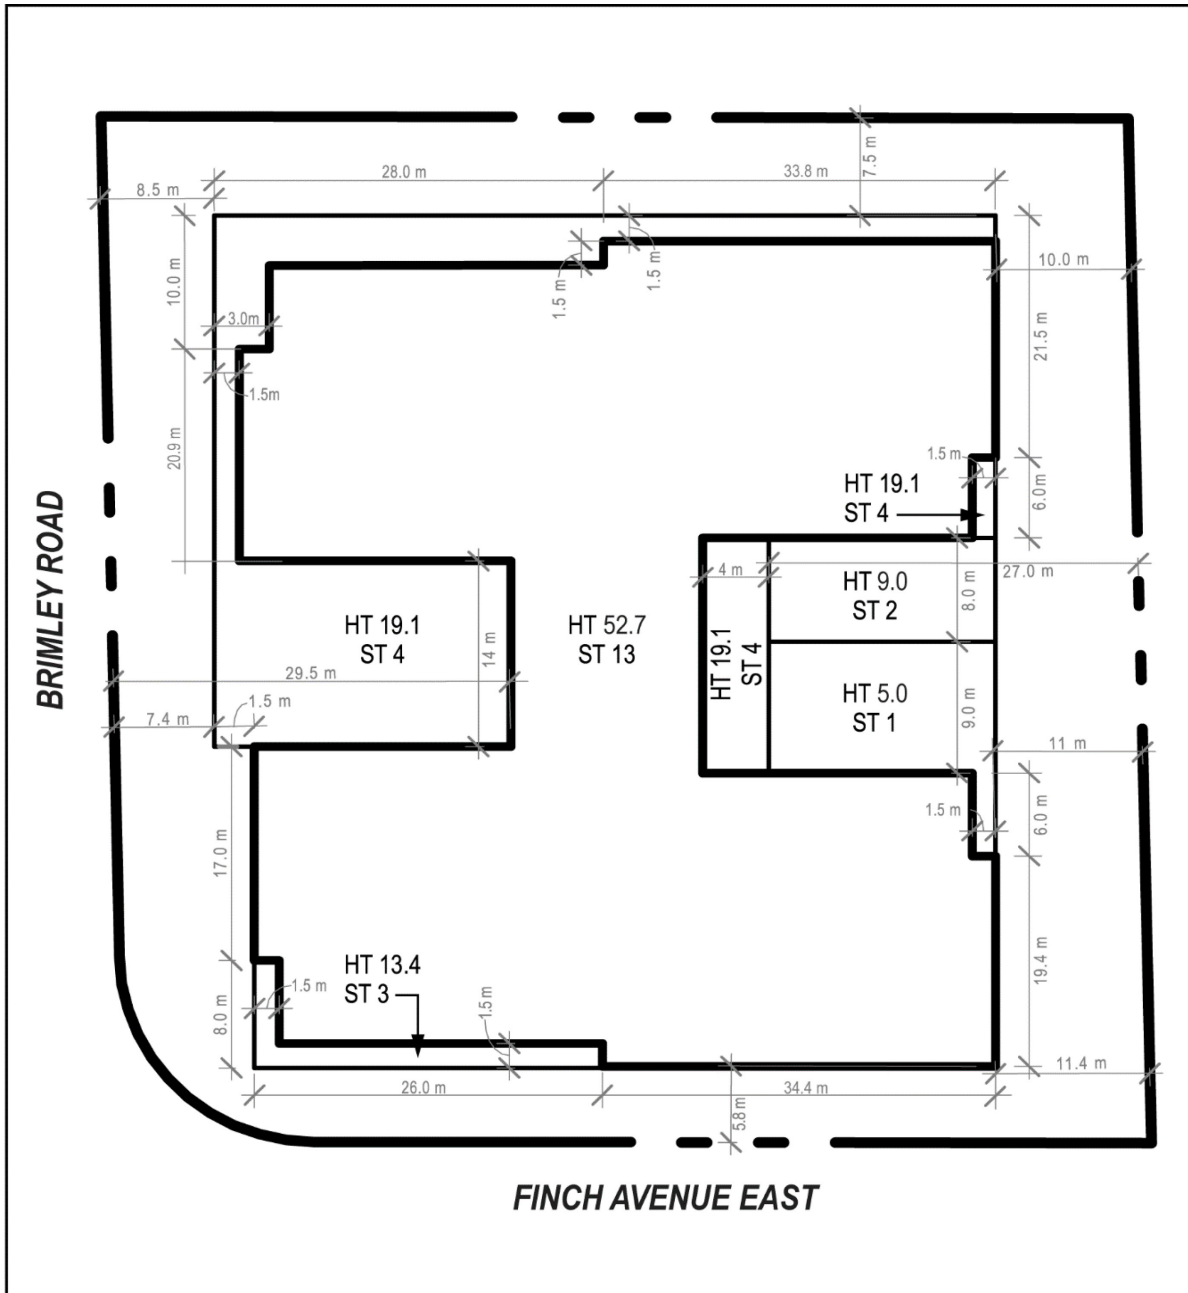 28.0 m
33.8 m
7.5 m
8.5 m
10.0 m
1.5 m
1.5 m
10.0 m
3.0m
21.5 m
1.5m
20.9 m
1.5 m
HT 19.1
ST 4
6.0m
4 m
27.0 m
HT 9.0
ST 2
8.0 m
BRIMLEY ROAD
HT 19.1
ST 4
14 m
HT 52.7
ST 13
HT 19.1
ST 4
29.5 m
HT 5.0
ST 1
9.0 m
1.5 m
7.4 m
11 m
1.5 m
6.0 m
17.0 m
HT 13.4
ST 3
19.4 m
1.5 m
1.5m
8.0 m
11.4 m
26.0 m
34.4 m
5.8 m
FINCH AVENUE EAST